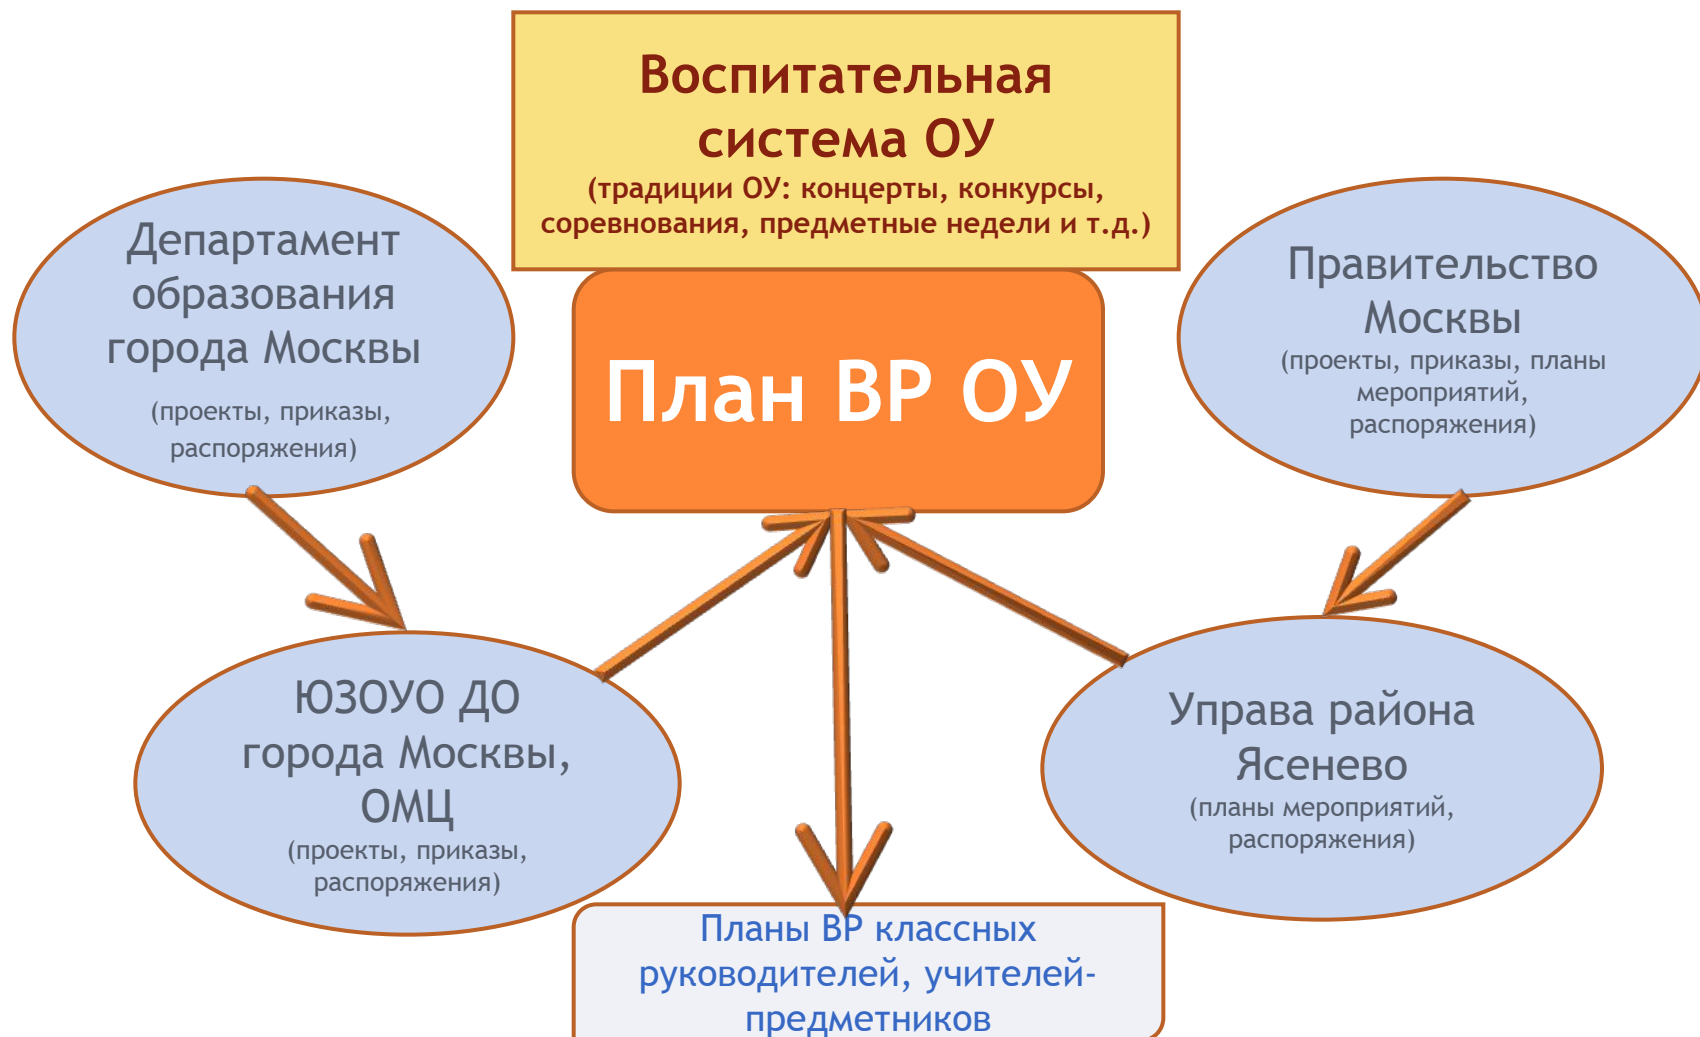 Воспитательная
система ОУ
(традиции ОУ: концерты, конкурсы,
соревнования, предметные недели и т.д.)
Департамент
образования
города Москвы
(проекты, приказы,
распоряжения)
План ВР ОУ
Правительство
Москвы
(проекты, приказы, планы
мероприятий,
распоряжения)
ЮЗОУО ДО
города Москвы,
ОМЦ
(проекты, приказы,
распоряжения)
Управа района
Ясенево
(планы мероприятий,
распоряжения)
Планы ВР классных
руководителей, учителей-
предметников